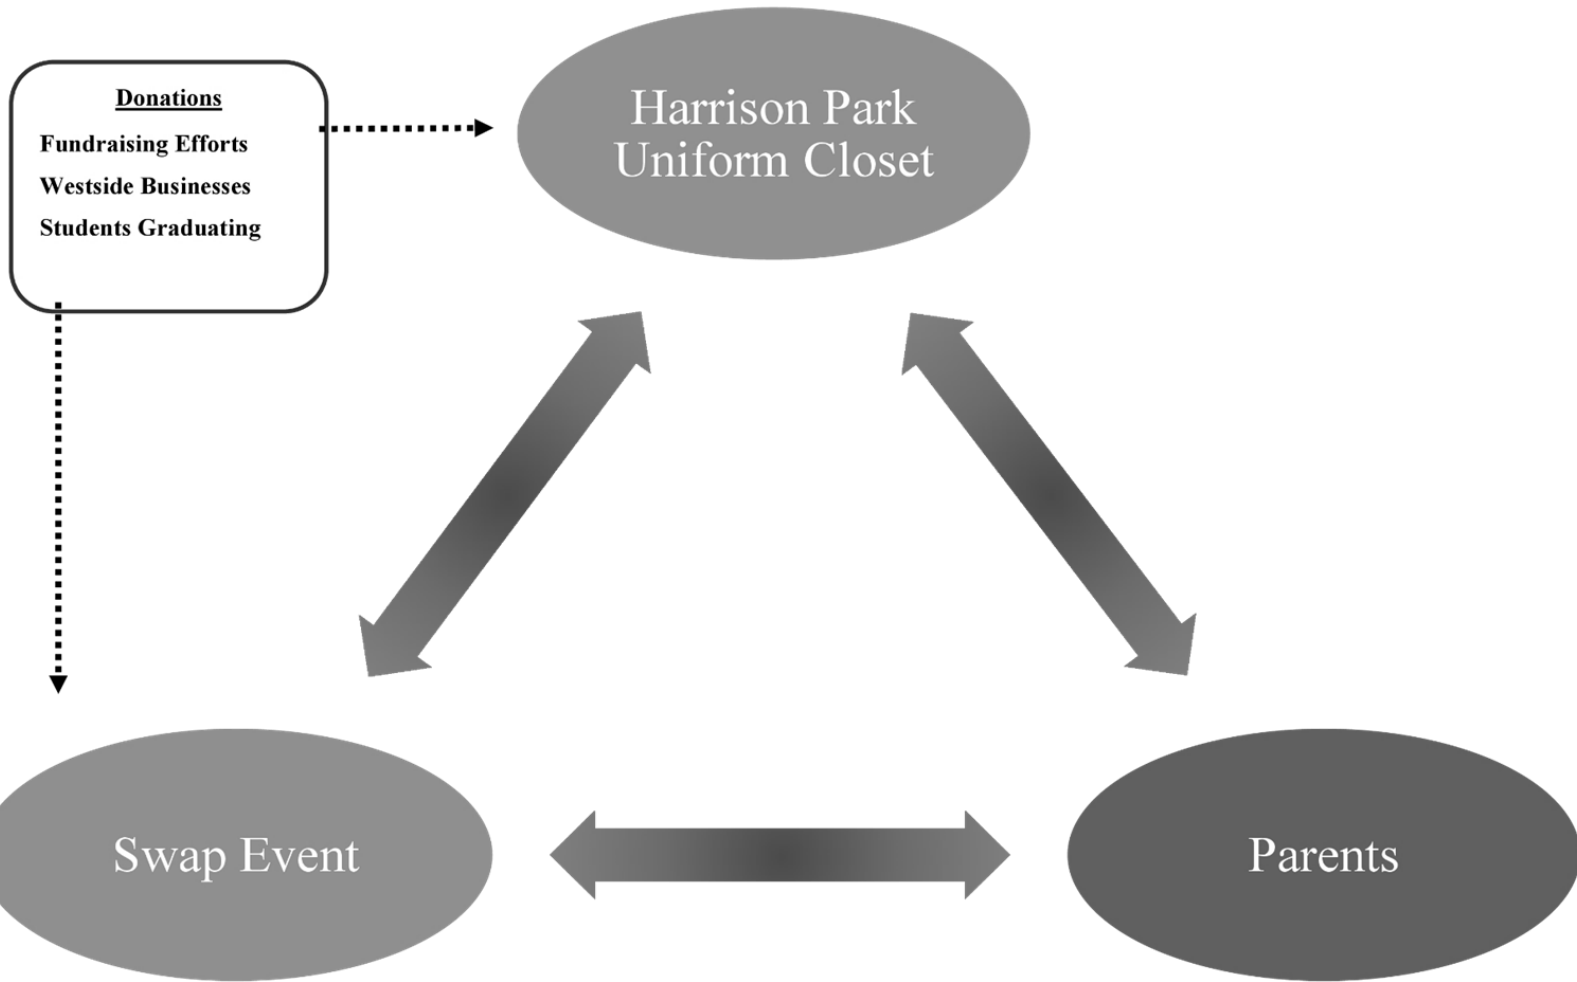 Donations
Fundraising Efforts
Westside Businesses
Students Graduating
Harrison Park
Uniform Closet
Swap Event
Parents